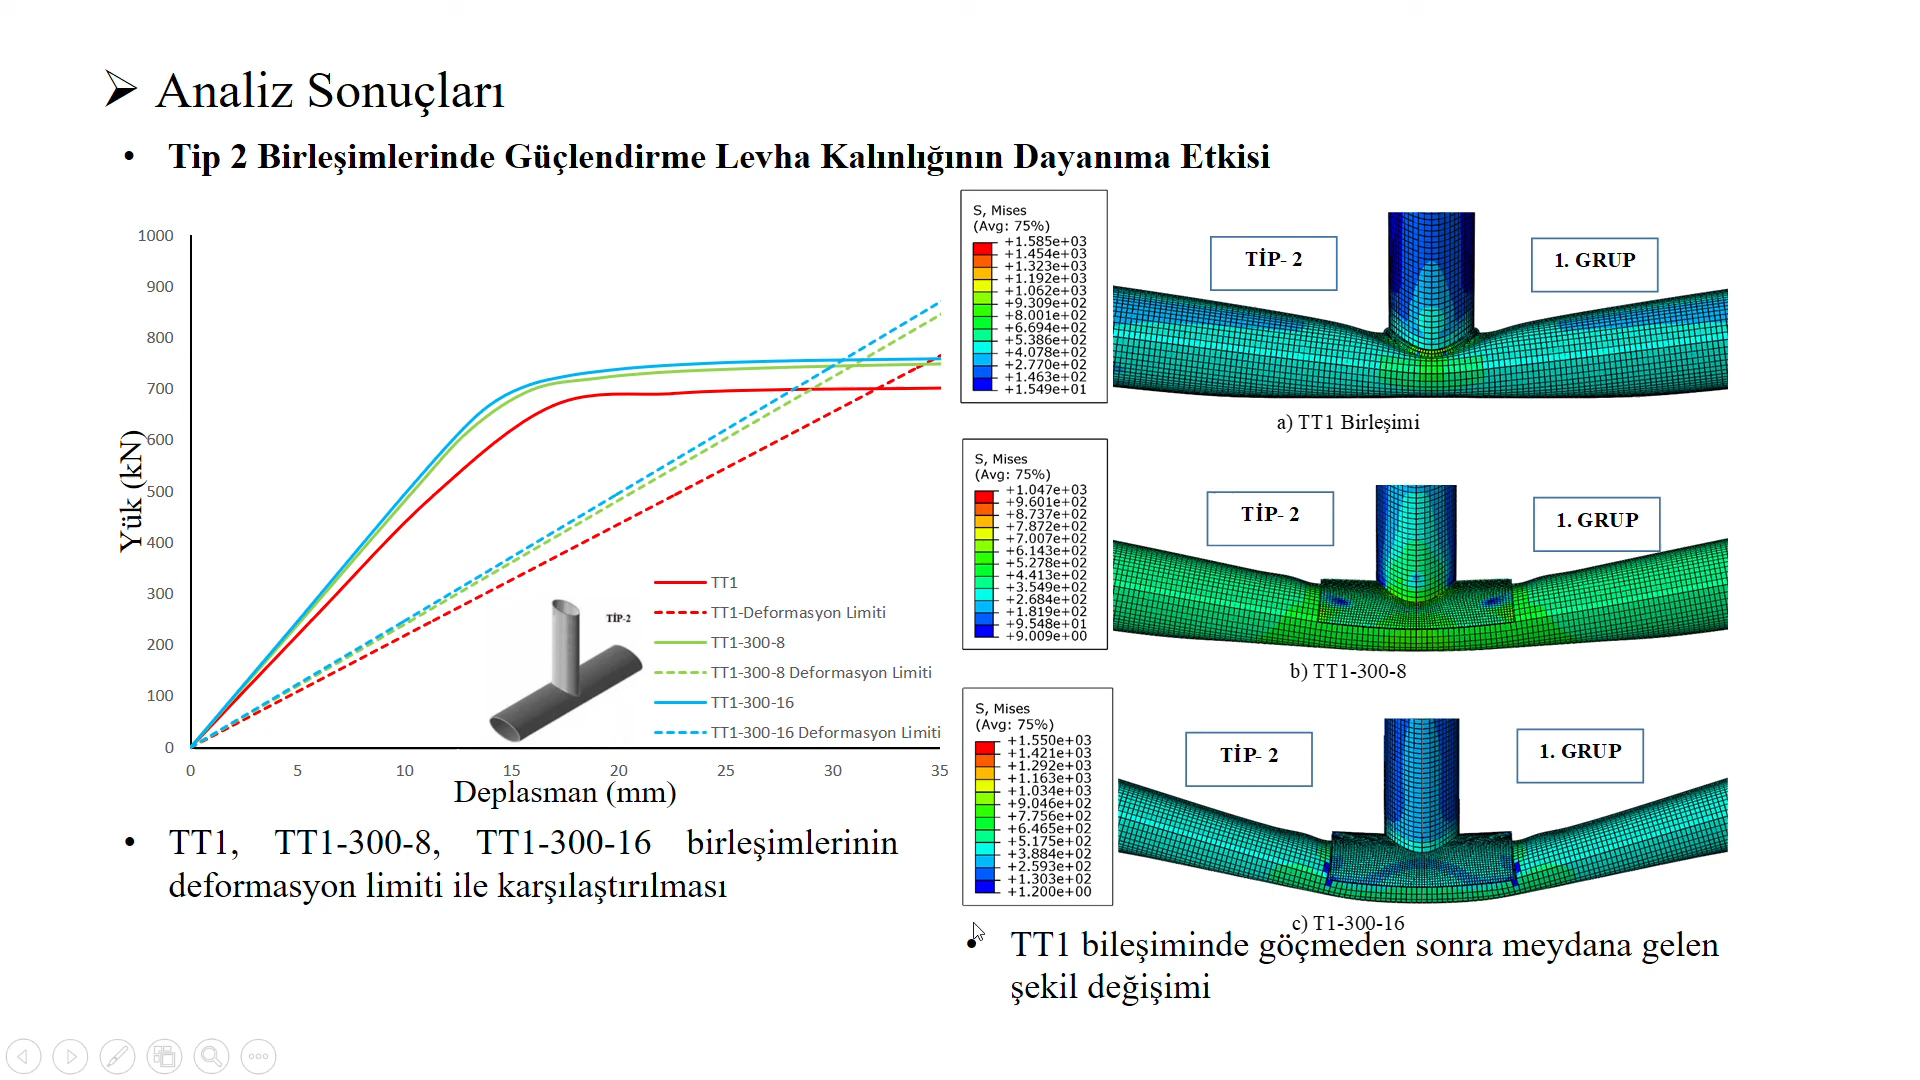 Analiz Sonuçları
• Tip 2 Birleşimlerinde Güçlendirme Levha Kalınlığının Dayanıma Etkisi
1000
900
800
700
600
500
400
300
200
100
0
Yük (kN)
0 5 10 15 20 25 30 35
Deplasman (mm)
TİP-2
TT1
TT1-Deformasyon Limiti
TT1-300-8
TT1-300-8 Deformasyon Limiti
TT1-300-16
TT1-300-16 Deformasyon Limiti
• TT1, TT1-300-8, TT1-300-16 birleşimlerinin
deformasyon limiti ile karşılaştırılması
S, Mises
(Avg: 75%)
+1.585e+03
+1.454e+03
+1.323e+03
+1.192e+03
+1.062e+03
+9.309e+02
+8.001e+02
+6.694e+02
+5.386e+02
+4.078e+02
+2.770e+02
+1.463e+02
+1.549e+01
TİP- 2
1. GRUP
a) TT1 Birleşimi
S, Mises
(Avg: 75%)
+1.047e+03
+9.601e+02
+8.737e+02
+7.872e+02
+7.007e+02
+6.143e+02
+5.278e+02
+4.413e+02
+3.549e+02
+2.684e+02
+1.819e+02
+9.548e+01
+9.009e+00
TİP- 2
1. GRUP
b) TT1-300-8
S, Mises
(Avg: 75%)
+1.550e+03
+1.421e+03
+1.292e+03
+1.163e+03
+1.034e+03
+9.046e+02
+7.756e+02
+6.465e+02
+5.175e+02
+3.884e+02
+2.593e+02
+1.303e+02
+1.200e+00
TİP- 2
1. GRUP
c) T1-300-16
• TT1 bileşiminde göçmeden sonra meydana gelen
şekil değişimi